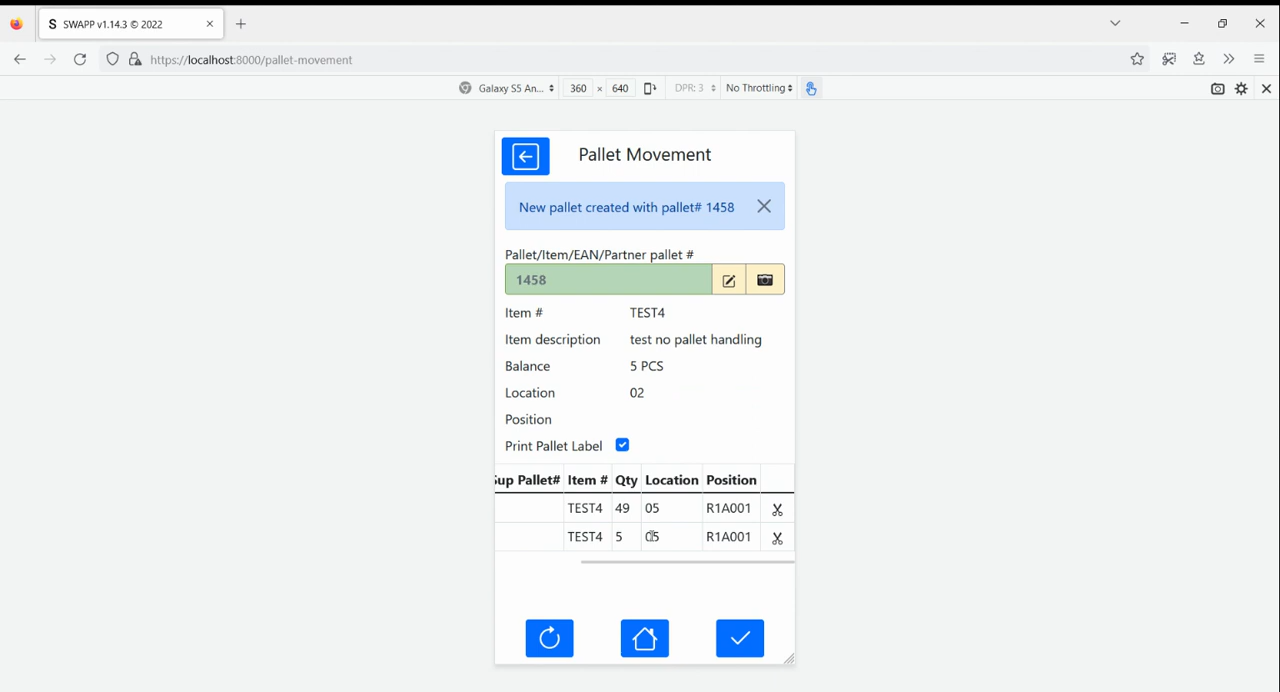 S SWAPP v1.14.3 © 2022
https://localhost:8000/pallet-movement
Galaxy S5 An... 360 × 640 DPR: 3 No Throttling
Pallet Movement
New pallet created with pallet# 1458
Pallet/Item/EAN/Partner pallet #
1458
Item # TEST4
Item description test no pallet handling
Balance 5 PCS
Location 02
Position
Print Pallet Label
Sup Pallet# Item # Qty Location Position
TEST4 49 05 R1A001
TEST4 5 05 R1A001